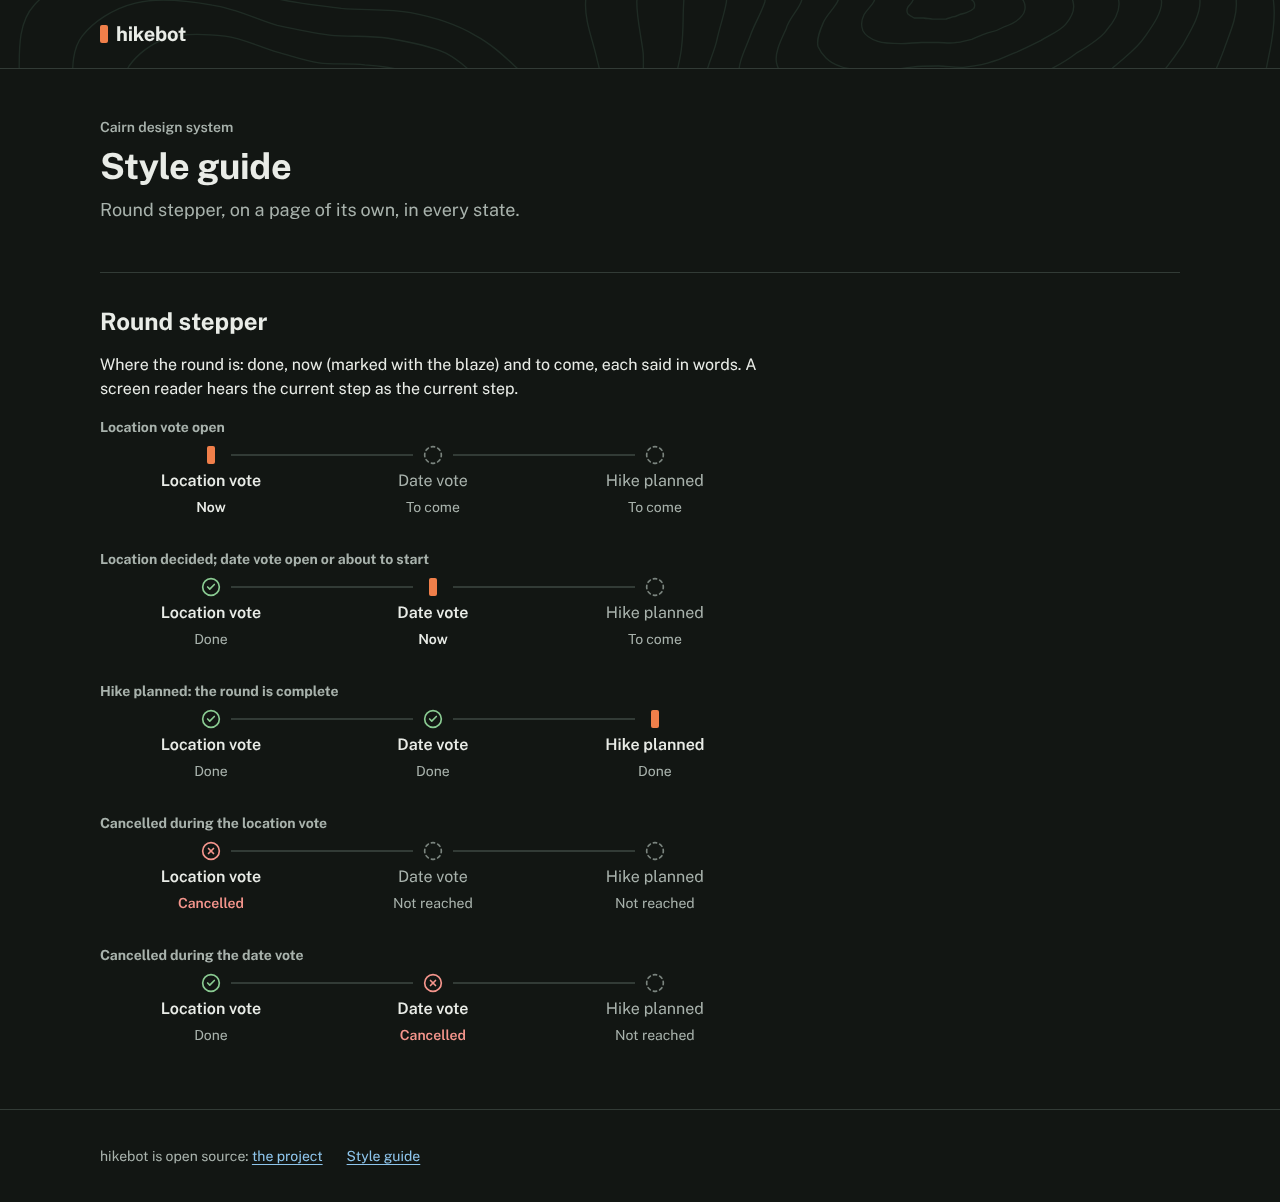 hikebot
Cairn design system
Style guide
Round stepper, on a page of its own, in every state.
Round stepper
Where the round is: done, now (marked with the blaze) and to come, each said in words. A
screen reader hears the current step as the current step.
Location vote open
Location vote Date vote Hike planned
Now To come To come
Location decided; date vote open or about to start
Location vote Date vote Hike planned
Done Now To come
Hike planned: the round is complete
Location vote Date vote Hike planned
Done Done Done
Cancelled during the location vote
Location vote Date vote Hike planned
Cancelled Not reached Not reached
Cancelled during the date vote
Location vote Date vote Hike planned
Done Cancelled Not reached
hikebot is open source: the project Style guide